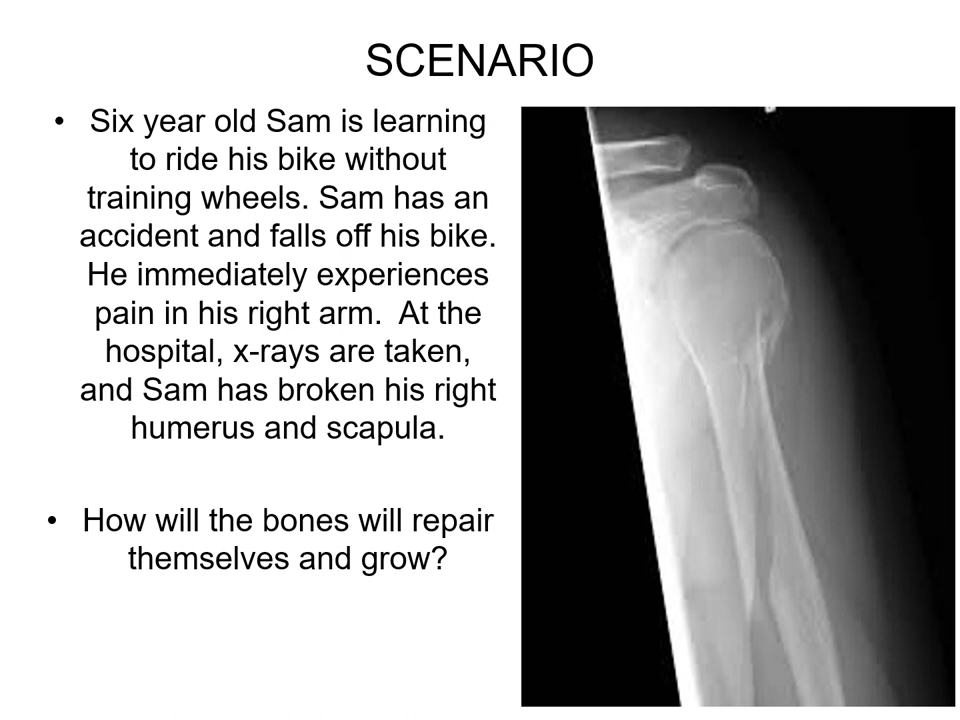 SCENARIO
• Six year old Sam is learning
to ride his bike without
training wheels. Sam has an
accident and falls off his bike.
He immediately experiences
pain in his right arm.  At the
hospital, x-rays are taken,
and Sam has broken his right
humerus and scapula.
• How will the bones will repair
themselves and grow?